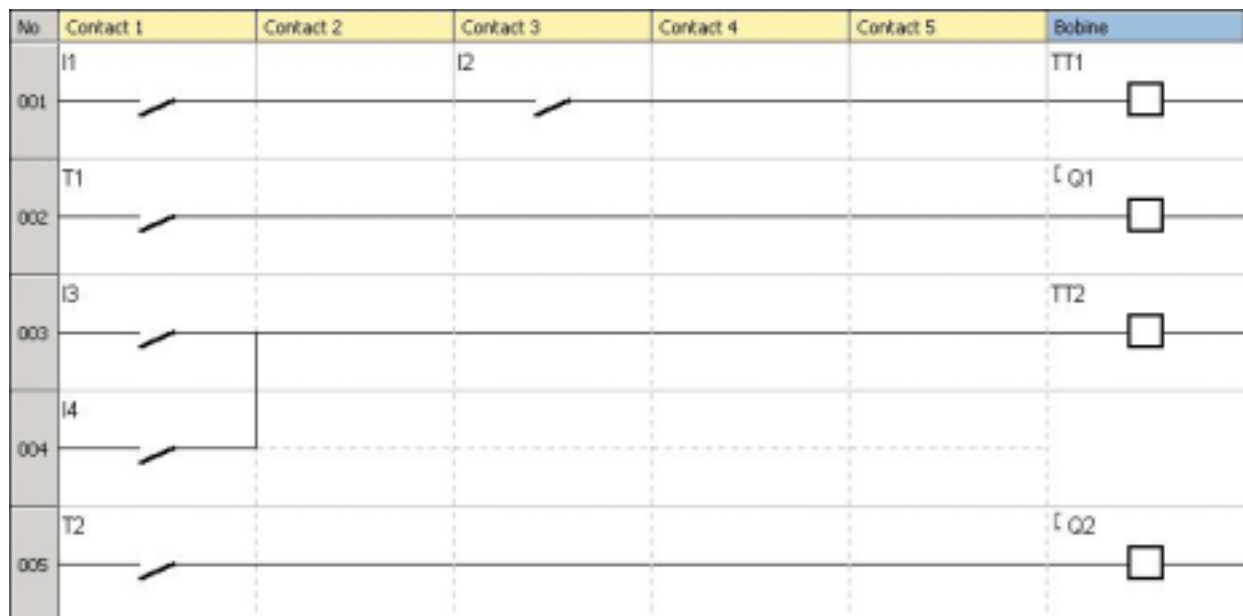 No Contact 1 Contact 2 Contact 3 Contact 4 Contact 5 Bobine
I1 I2 TT1
001
T1 [ Q1
002
I3 TT2
003
I4
004
T2 [ Q2
005